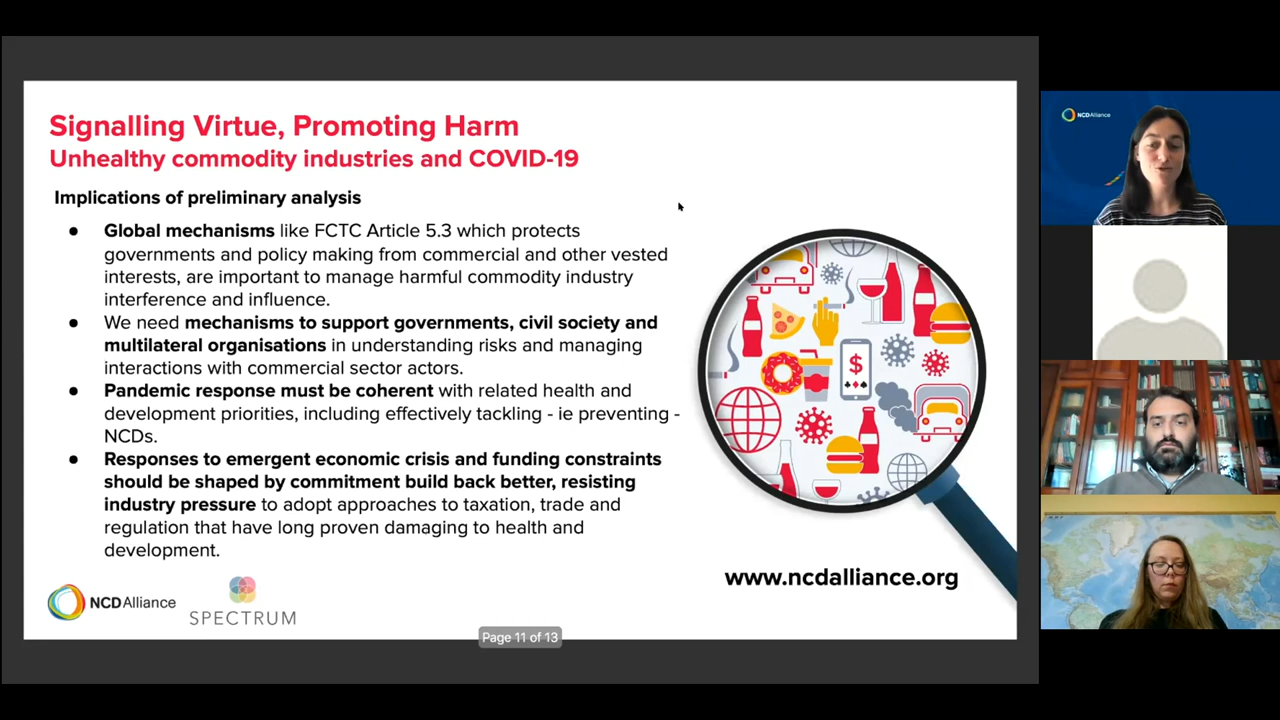 Signalling Virtue, Promoting Harm
Unhealthy commodity industries and COVID-19
Implications of preliminary analysis
● Global mechanisms like FCTC Article 5.3 which protects
governments and policy making from commercial and other vested
interests, are important to manage harmful commodity industry
interference and influence.
● We need mechanisms to support governments, civil society and
multilateral organisations in understanding risks and managing
interactions with commercial sector actors.
● Pandemic response must be coherent with related health and
development priorities, including effectively tackling - ie preventing -
NCDs.
● Responses to emergent economic crisis and funding constraints
should be shaped by commitment build back better, resisting
industry pressure to adopt approaches to taxation, trade and
regulation that have long proven damaging to health and
development.
$
www.ncdalliance.org
NCDAlliance
SPECTRUM
Page 11 of 13
NCDAlliance